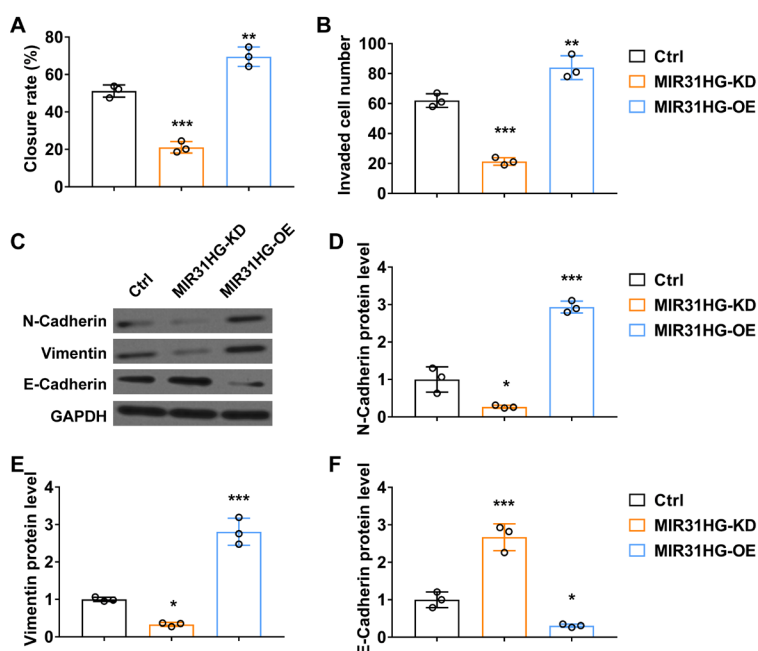 A
Closure rate (%)
80
60
40
20
0
***
**
B
Invaded cell number
100
80
60
40
20
0
***
**
Ctrl
MIR31HG-KD
MIR31HG-OE
C
Ctrl
MIR31HG-KD
MIR31HG-OE
N-Cadherin
Vimentin
E-Cadherin
GAPDH
D
N-Cadherin protein level
4
3
2
1
0
*
***
Ctrl
MIR31HG-KD
MIR31HG-OE
E
Vimentin protein level
4
3
2
1
0
*
***
F
E-Cadherin protein level
4
3
2
1
0
***
*
Ctrl
MIR31HG-KD
MIR31HG-OE